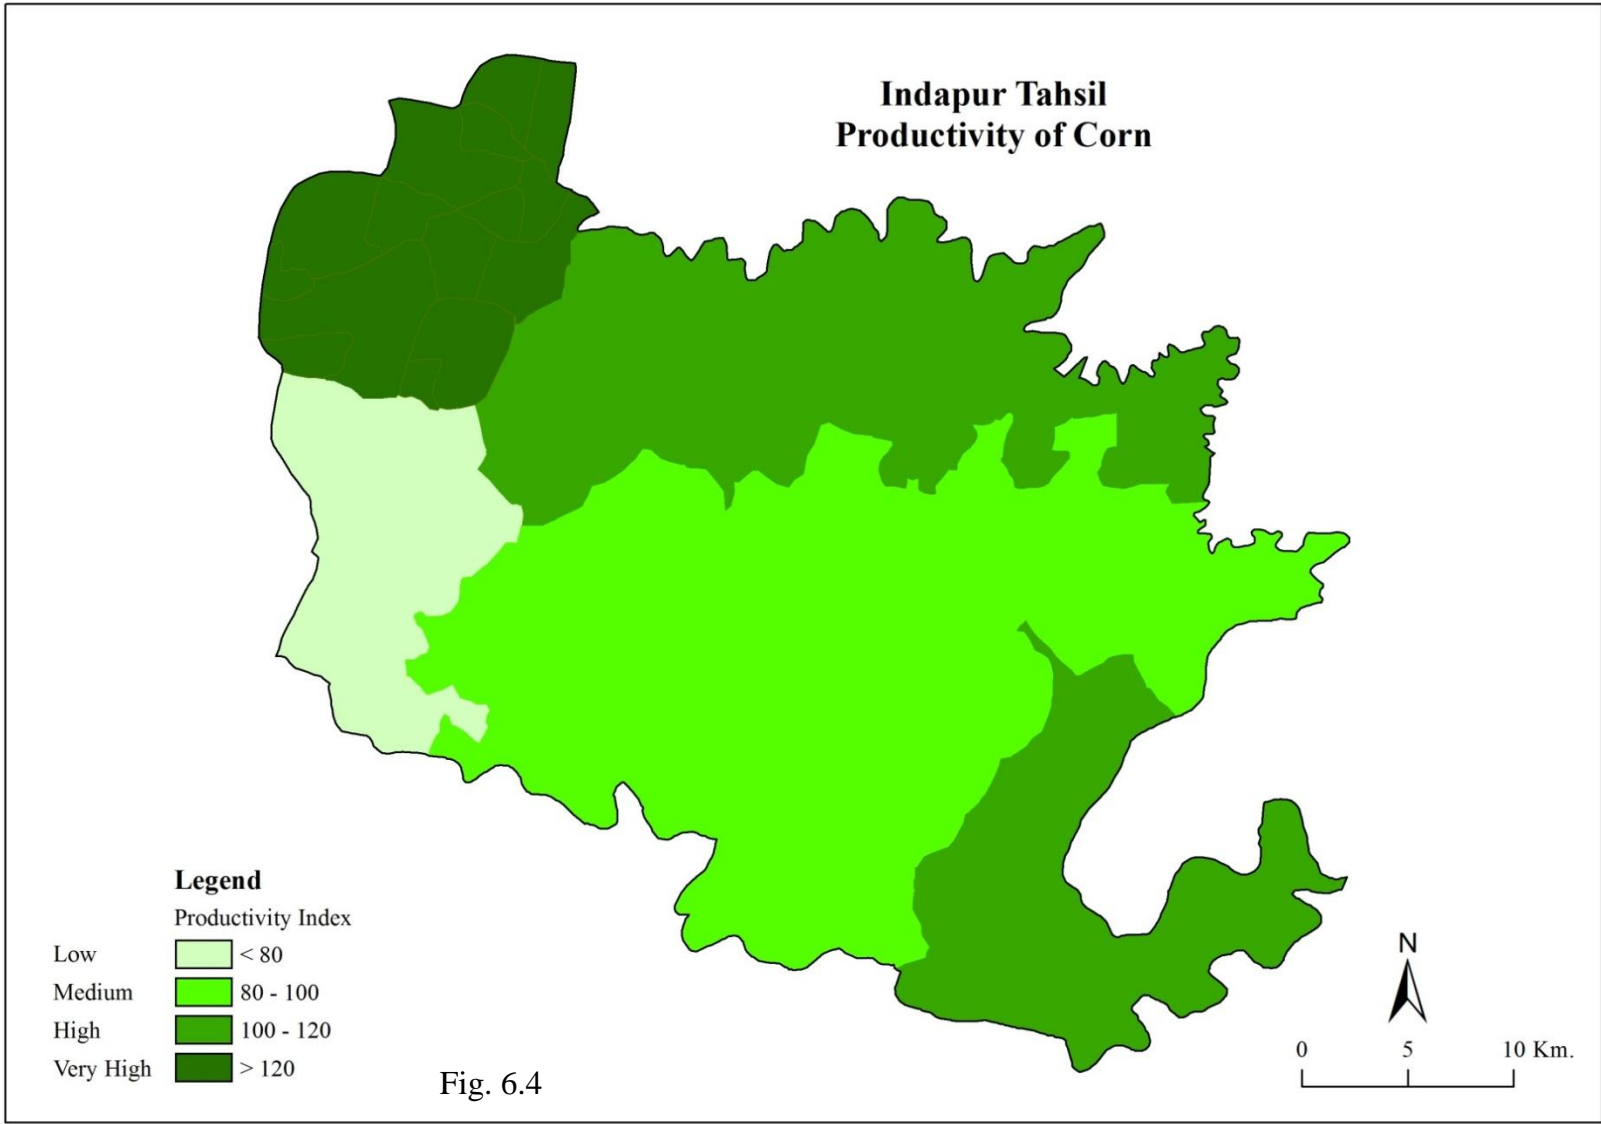 Indapur Tahsil
Productivity of Corn
Legend
Productivity Index
Low < 80
Medium 80 - 100
High 100 - 120
Very High > 120
Fig. 6.4
N
0 5 10 Km.